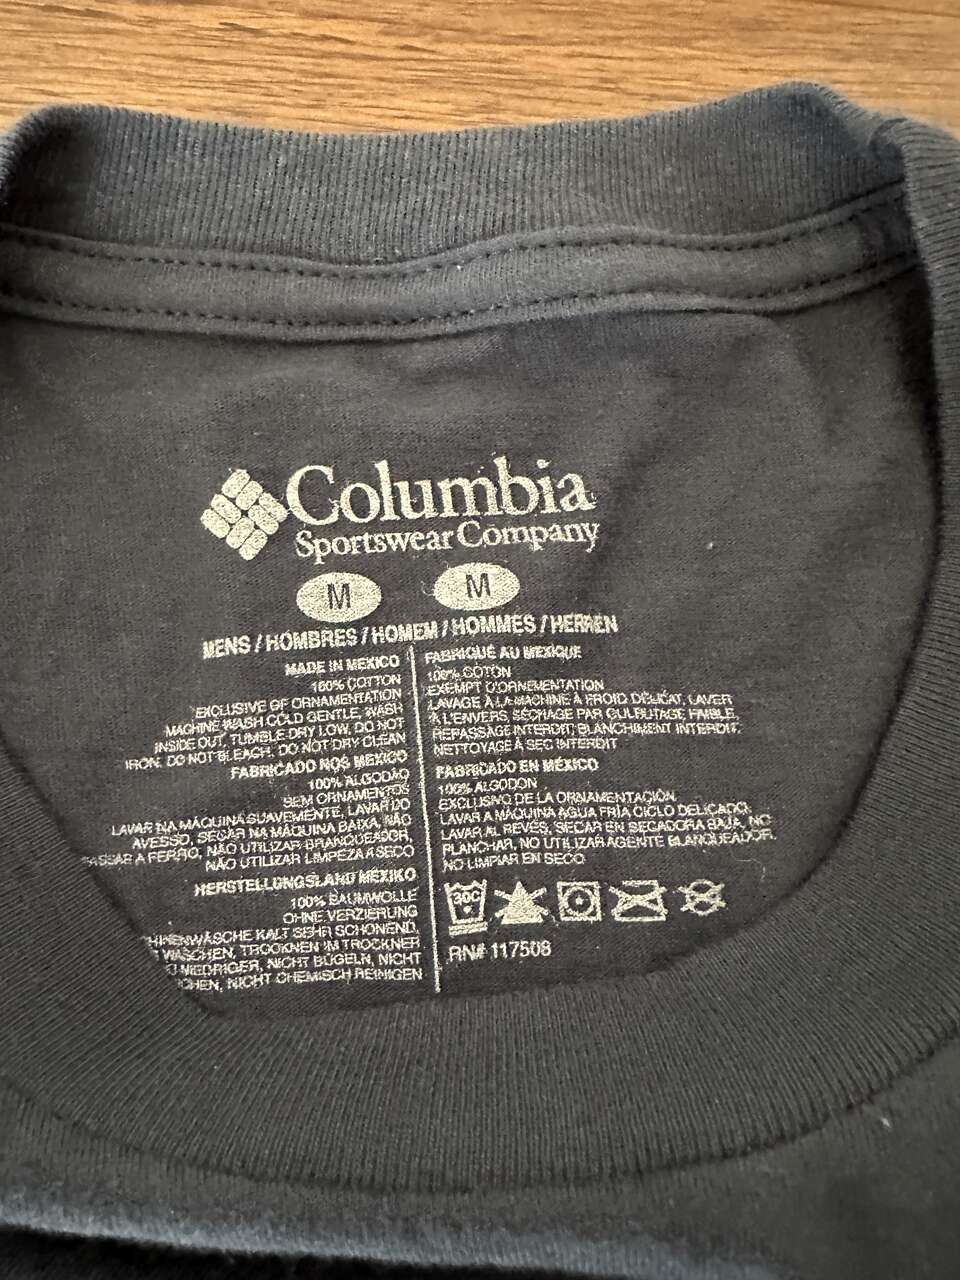 Columbia
Sportswear Company
M M
MENS / HOMBRES / HOMEM / HOMMES / HERREN
MADE IN MEXICO
100% COTTON
EXCLUSIVE OF ORNAMENTATION
MACHINE WASH COLD GENTLE, WASH
INSIDE OUT, TUMBLE DRY LOW, DO NOT
IRON. DO NOT BLEACH. DO NOT DRY CLEAN
FABRICADO NOS MEXICO
100% ALGODÃO
SEM ORNAMENTOS
LAVAR NA MÁQUINA SUAVEMENTE, LAVAR DO
AVESSO, SECAR NA MÁQUINA BAIXA, NÃO
PASSAR A FERRO, NÃO UTILIZAR BRANQUEADOR,
NÃO UTILIZAR LIMPEZA A SECO
HERSTELLUNGSLAND MEXIKO
100% BAUMWOLLE
OHNE VERZIERUNG
HINENWÄSCHE KALT SEHR SCHONEND,
WASCHEN, TROCKNEN IM TROCKNER
NIEDRIGER, NICHT BÜGELN, NICHT
CHEN, NICHT CHEMISCH REINIGEN
FABRIQUÉ AU MEXIQUE
100% COTON
EXEMPT D'ORNEMENTATION
LAVAGE À LA MACHINE À FROID DÉLICAT, LAVER
À L'ENVERS, SÉCHAGE PAR CULBUTAGE FAIBLE,
REPASSAGE INTERDIT, BLANCHIMENT INTERDIT,
NETTOYAGE À SEC INTERDIT
FABRICADO EN MÉXICO
100% ALGODON
EXCLUSIVO DE LA ORNAMENTACIÓN
LAVAR A MÁQUINA AGUA FRÍA CICLO DELICADO,
LAVAR AL REVÉS, SECAR EN SECADORA BAJA, NO
PLANCHAR, NO UTILIZAR AGENTE BLANQUEADOR,
NO LIMPIAR EN SECO
30C
RN# 117508